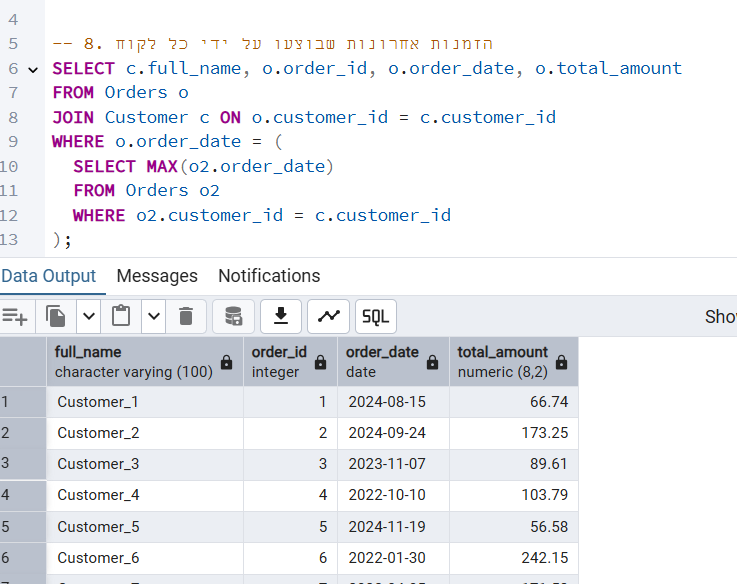 4
5 -- 8. הזמנות אחרונות שבוצעו על ידי כל לקוח
6 SELECT c.full_name, o.order_id, o.order_date, o.total_amount
7 FROM Orders o
8 JOIN Customer c ON o.customer_id = c.customer_id
9 WHERE o.order_date = (
10 SELECT MAX(o2.order_date)
11 FROM Orders o2
12 WHERE o2.customer_id = c.customer_id
13 );
Data Output Messages Notifications
SQL Show
full_name order_id order_date total_amount
character varying (100) integer date numeric (8,2)
1 Customer_1 1 2024-08-15 66.74
2 Customer_2 2 2024-09-24 173.25
3 Customer_3 3 2023-11-07 89.61
4 Customer_4 4 2022-10-10 103.79
5 Customer_5 5 2024-11-19 56.58
6 Customer_6 6 2022-01-30 242.15